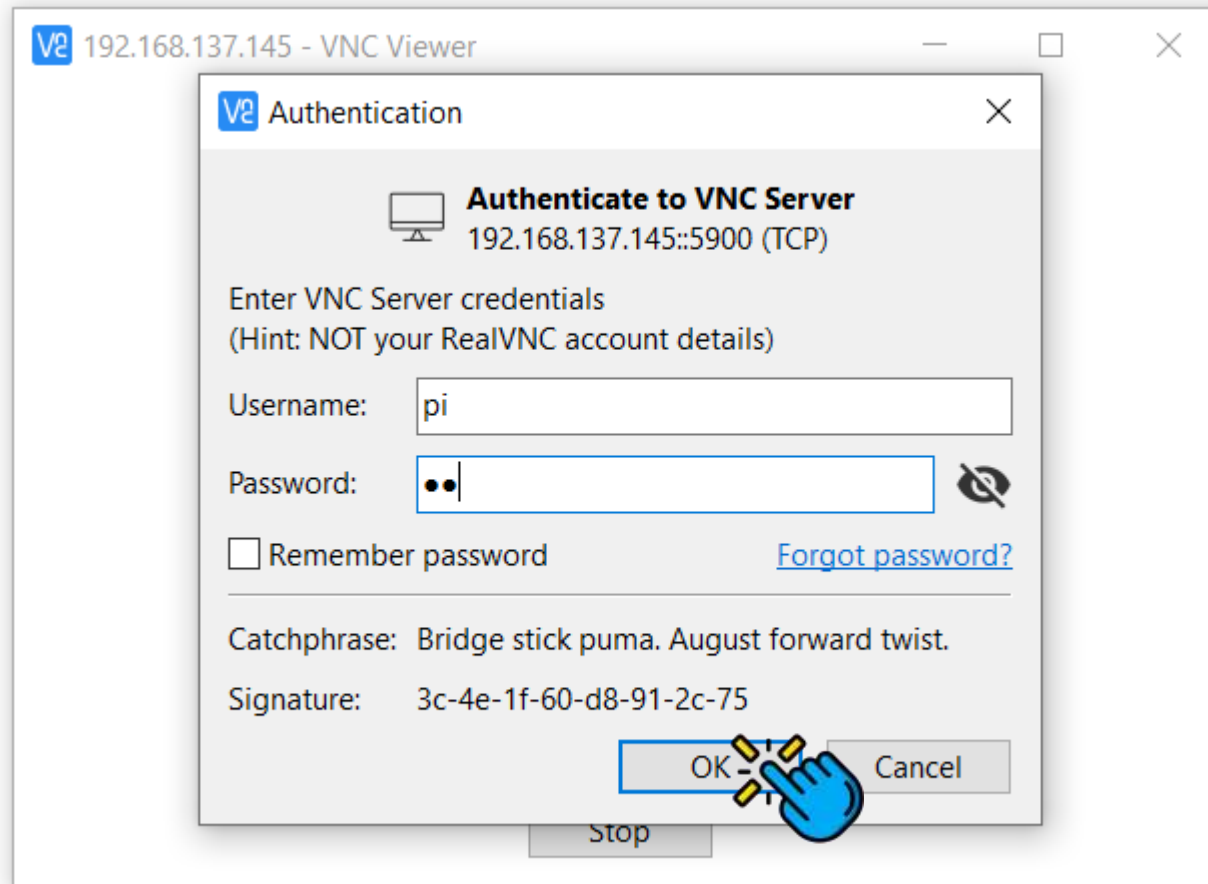 192.168.137.145 - VNC Viewer
Authentication
Authenticate to VNC Server
192.168.137.145::5900 (TCP)
Enter VNC Server credentials
(Hint: NOT your RealVNC account details)
Username: pi
Password: ●●
Remember password Forgot password?
Catchphrase: Bridge stick puma. August forward twist.
Signature: 3c-4e-1f-60-d8-91-2c-75
OK Cancel
Stop